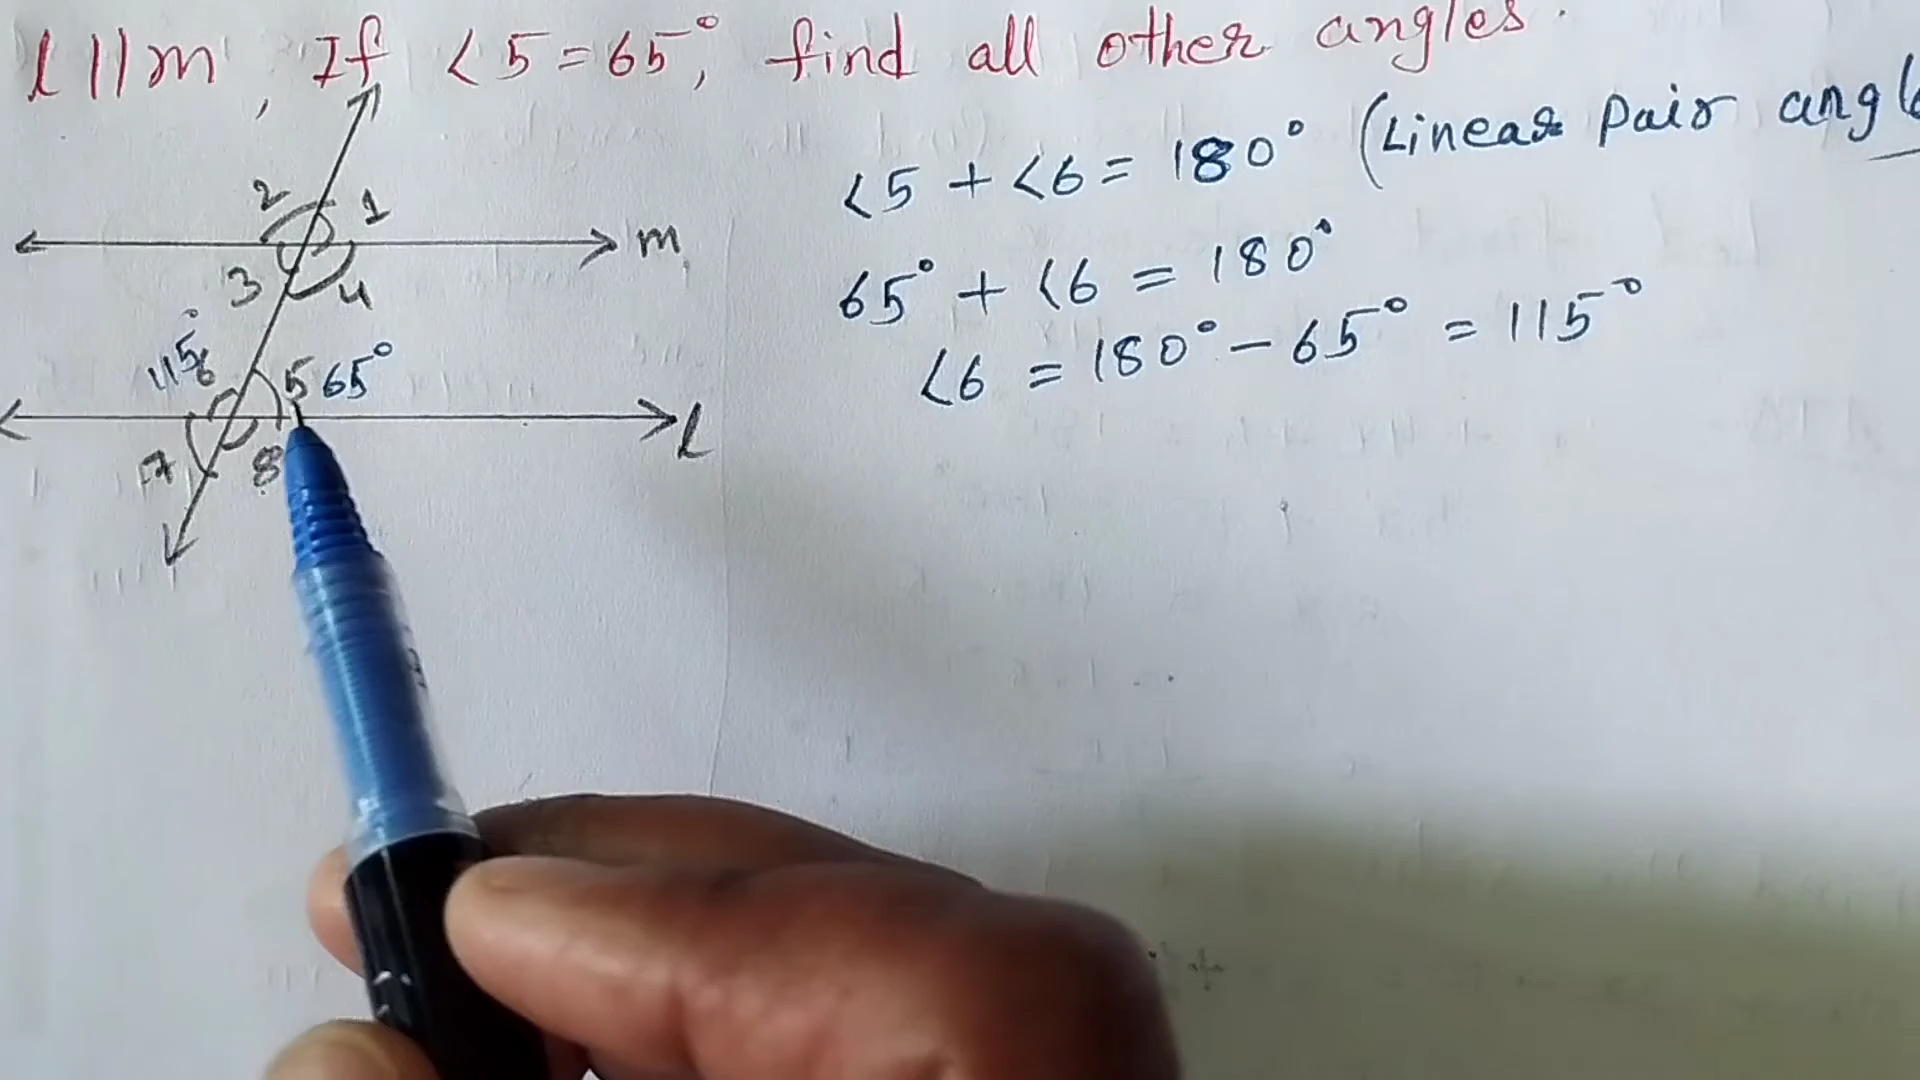 l || m, If <5 = 65°, find all other angles.
<5 + <6 = 180° (Linear pair angle
65° + <6 = 180°
<6 = 180° - 65° = 115°
2 1
m
3 4
115° 6 5 65°
l
7 8